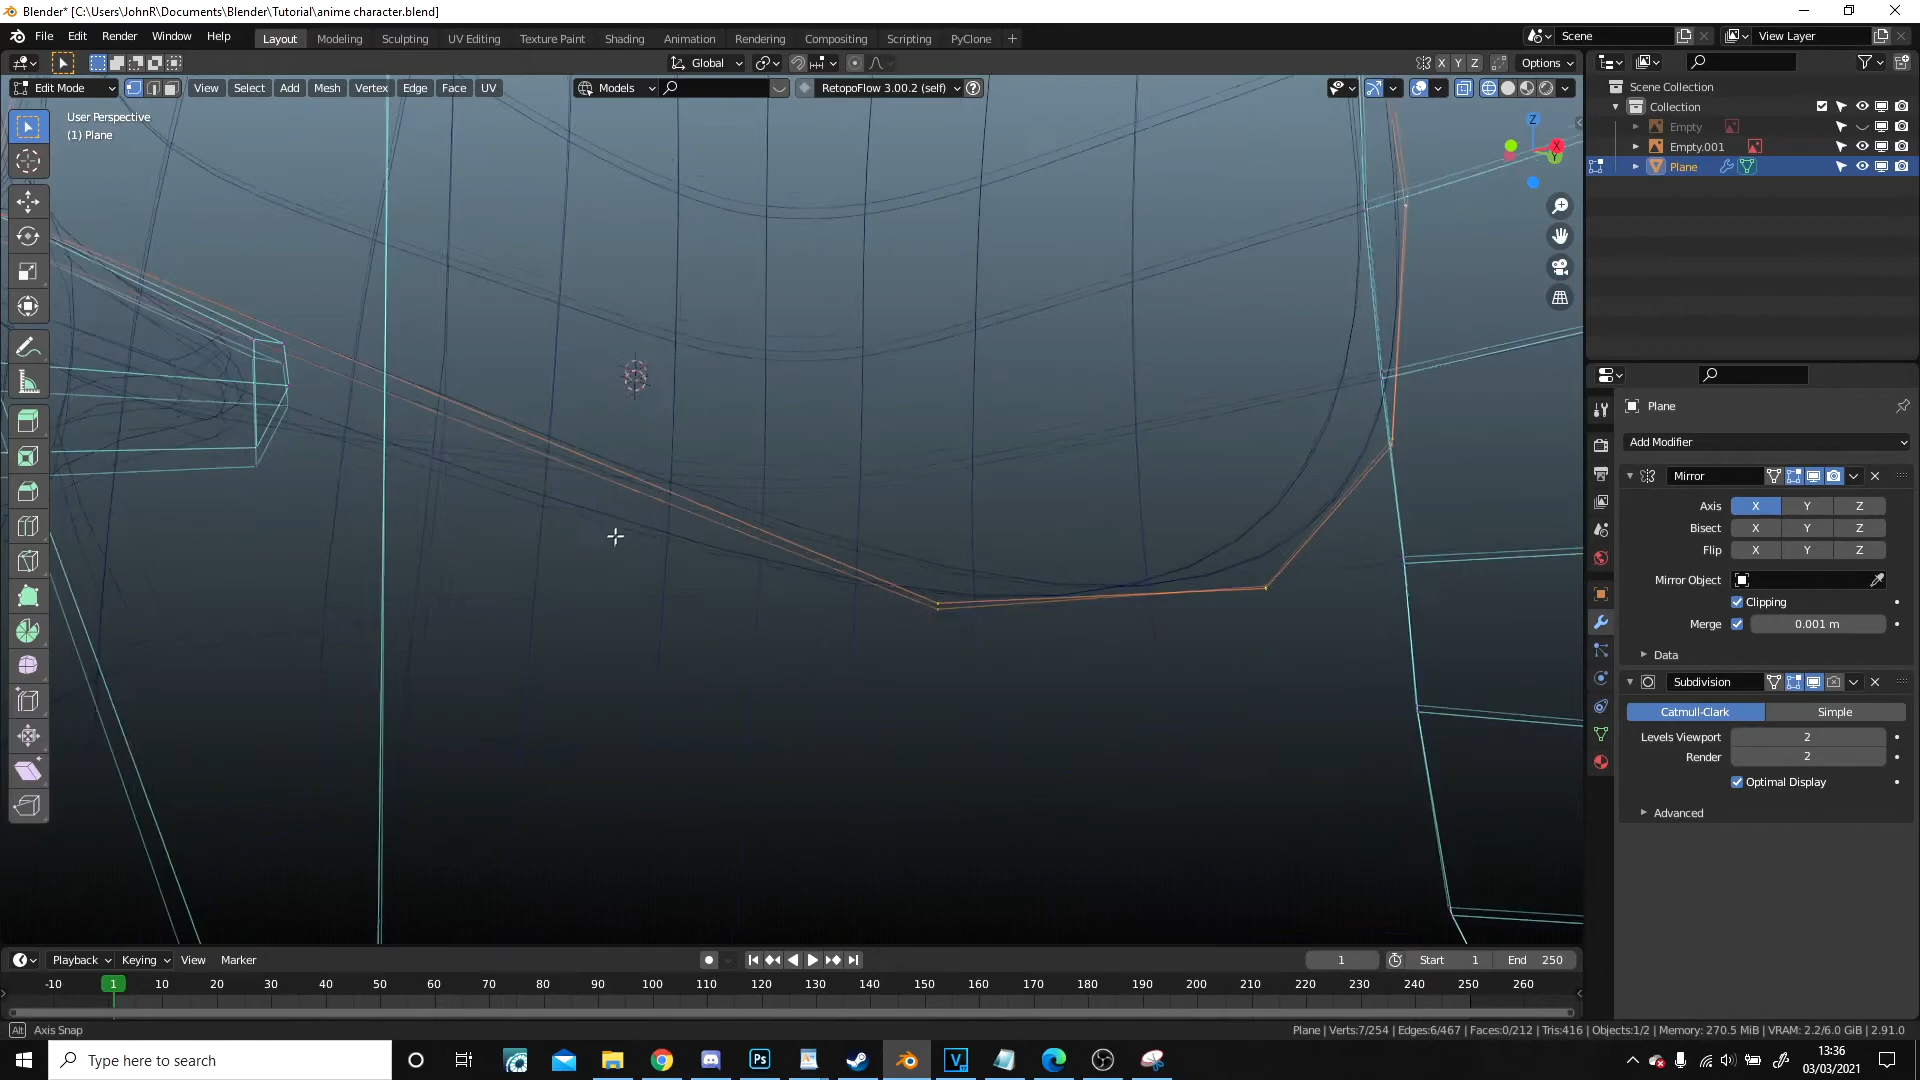 Blender* [C:\Users\JohnR\Documents\Blender\Tutorial\anime character.blend]
File Edit Render Window Help Layout Modeling Sculpting UV Editing Texture Paint Shading Animation Rendering Compositing Scripting PyClone Scene View Layer
Global X Y Z Options
Edit Mode View Select Add Mesh Vertex Edge Face UV Models RetopoFlow 3.00.2 (self)
Scene Collection
User Perspective
(1) Plane
Collection
Empty
Empty.001
Plane
Z
X
Y
Plane
Add Modifier
Mirror
Axis X Y Z
Bisect X Y Z
Flip X Y Z
Mirror Object
Clipping
Merge 0.001 m
Data
Subdivision
Catmull-Clark Simple
Levels Viewport 2
Render 2
Optimal Display
Advanced
Playback Keying View Marker 1 Start 1 End 250
-10 1 10 20 30 40 50 60 70 80 90 100 110 120 130 140 150 160 170 180 190 200 210 220 230 240 250 260
Alt Axis Snap Plane | Verts:7/254 | Edges:6/467 | Faces:0/212 | Tris:416 | Objects:1/2 | Memory: 270.5 MiB | VRAM: 2.2/6.0 GiB | 2.91.0
Type here to search Ps V 13:36
03/03/2021